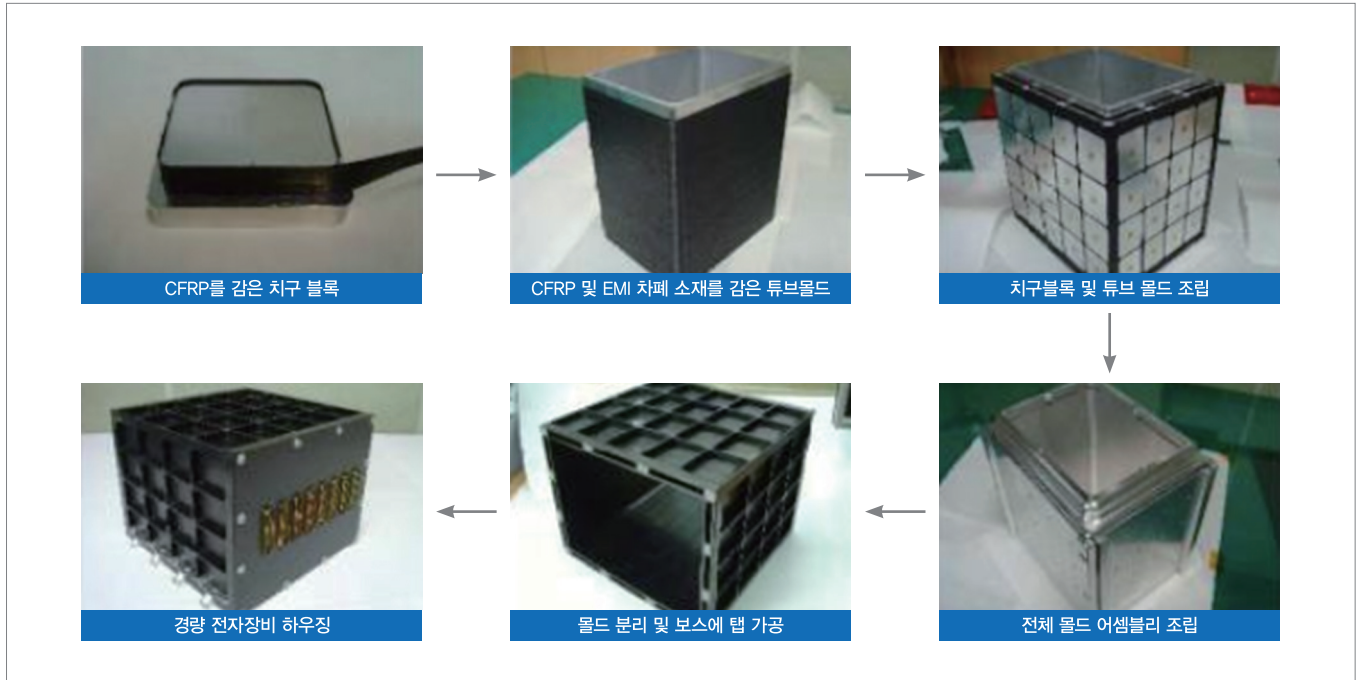 CFRP를 감은 치구 블록
CFRP 및 EMI 차폐 소재를 감은 튜브몰드
치구블록 및 튜브 몰드 조립
전체 몰드 어셈블리 조립
몰드 분리 및 보스에 탭 가공
경량 전자장비 하우징